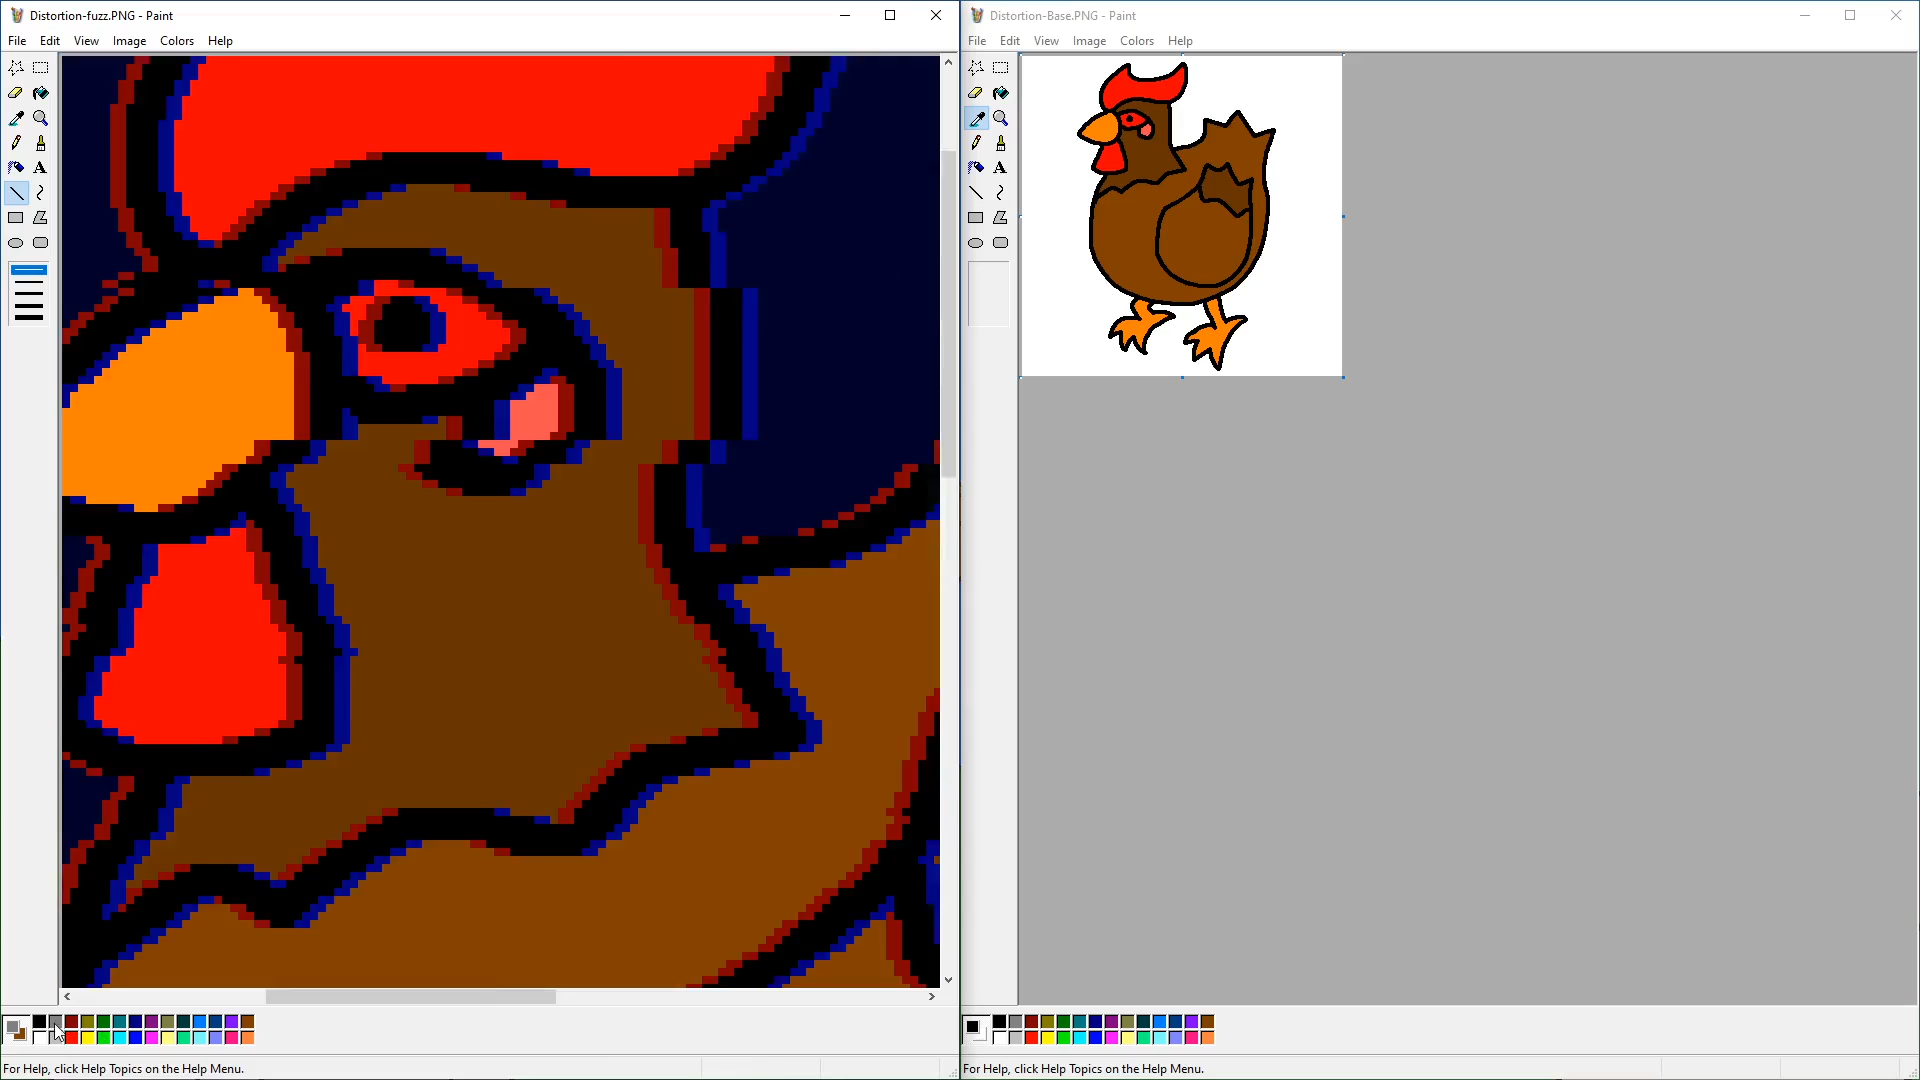 Distortion-fuzz.PNG - Paint
File Edit View Image Colors Help
A
For Help, click Help Topics on the Help Menu.
Distortion-Base.PNG - Paint
File Edit View Image Colors Help
A
For Help, click Help Topics on the Help Menu.